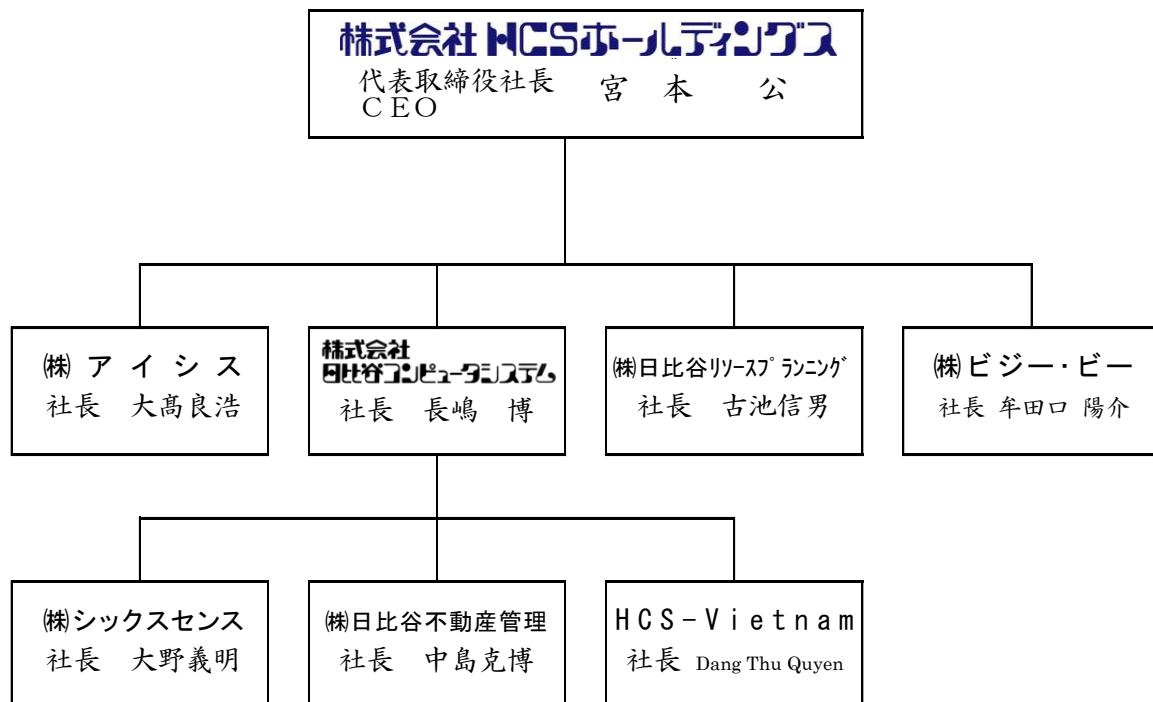 株式会社 HCSホールディングス
代表取締役社長 宮本 公
CEO
㈱アイシス
社長 大髙良浩
株式会社
日比谷コンピュータシステム
社長 長嶋 博
㈱日比谷ﾘｿｰｽﾌﾟﾗﾝﾆﾝｸﾞ
社長 古池信男
㈱ビジー・ビー
社長 牟田口 陽介
㈱シックスセンス
社長 大野義明
㈱日比谷不動産管理
社長 中島克博
HCS-Vietnam
社長 Dang Thu Quyen